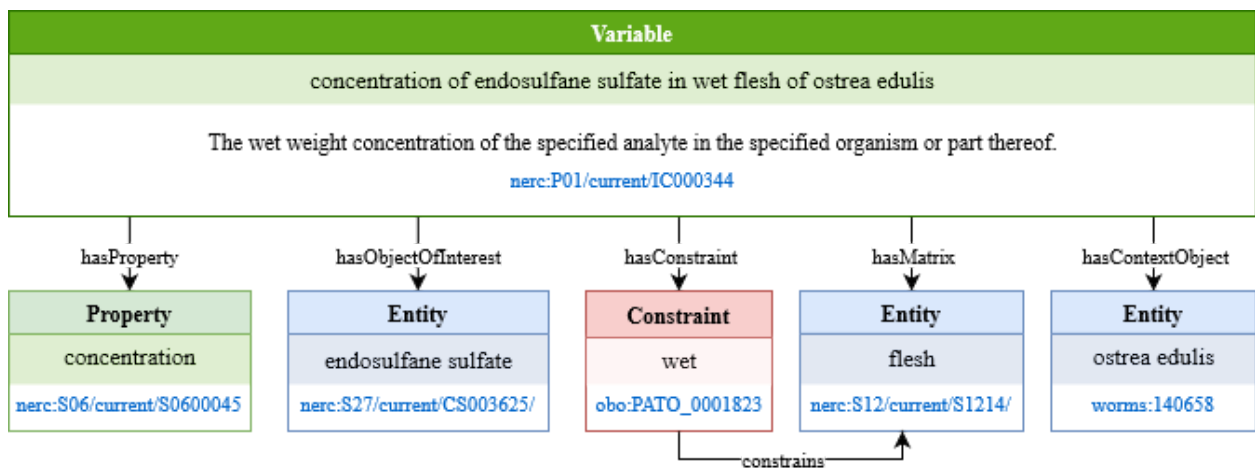 Variable
concentration of endosulfane sulfate in wet flesh of ostrea edulis
The wet weight concentration of the specified analyte in the specified organism or part thereof.
nerc:P01/current/IC000344
hasProperty hasObjectOfInterest hasConstraint hasMatrix hasContextObject
Property Entity Constraint Entity Entity
concentration endosulfane sulfate wet flesh ostrea edulis
nerc:S06/current/S0600045 nerc:S27/current/CS003625/ obo:PATO_0001823 nerc:S12/current/S1214/ worms:140658
constrains